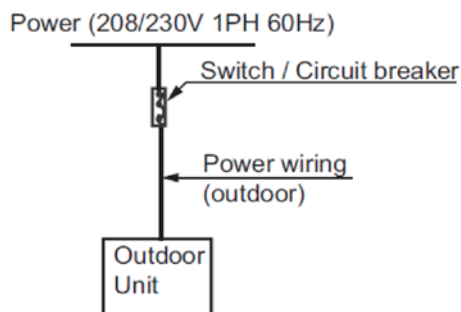 Power (208/230V 1PH 60Hz)
Switch / Circuit breaker
Power wiring
(outdoor)
Outdoor
Unit